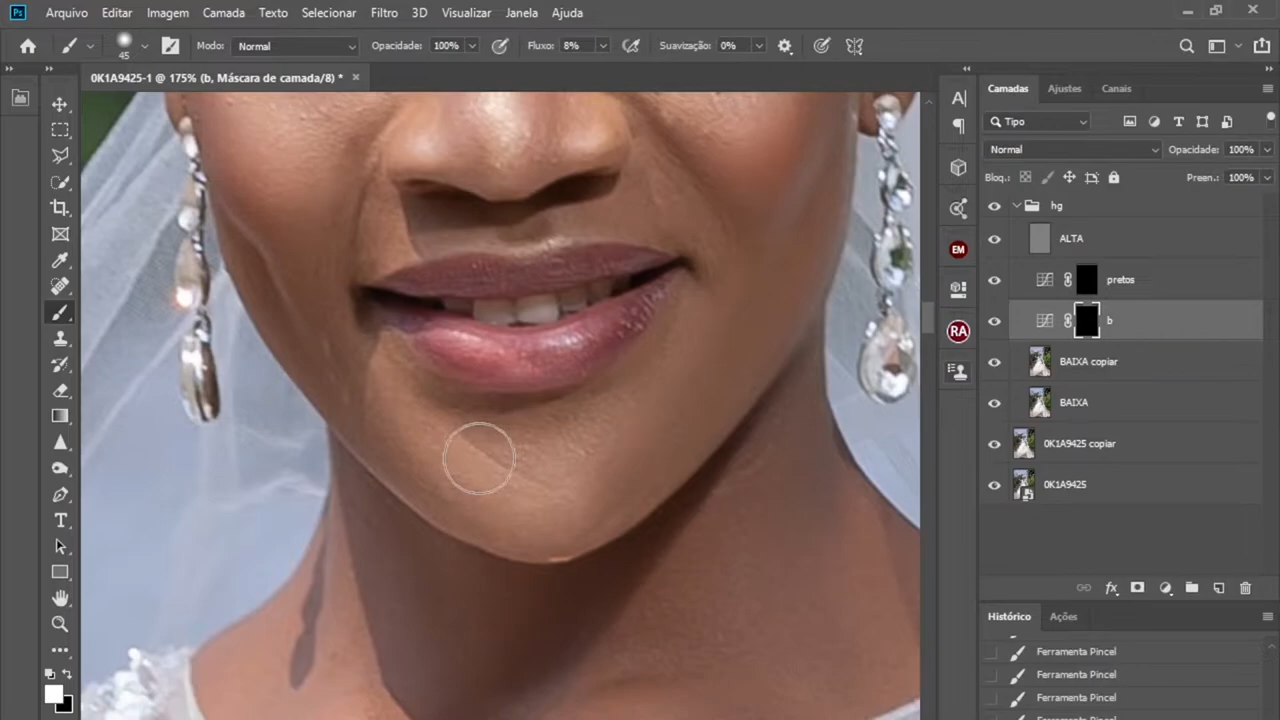 Ps Arquivo Editar Imagem Camada Texto Selecionar Filtro 3D Visualizar Janela Ajuda
45 Modo: Normal Opacidade: 100% Fluxo: 8% Suavização: 0%
0K1A9425-1 @ 175% (b, Máscara de camada/8) * ×
Camadas Ajustes Canais
Tipo
Normal Opacidade: 100%
Bloq.: Preen.: 100%
hg
ALTA
pretos
b
BAIXA copiar
BAIXA
0K1A9425 copiar
0K1A9425
EM
RA
fx
Histórico Ações
Ferramenta Pincel
Ferramenta Pincel
Ferramenta Pincel